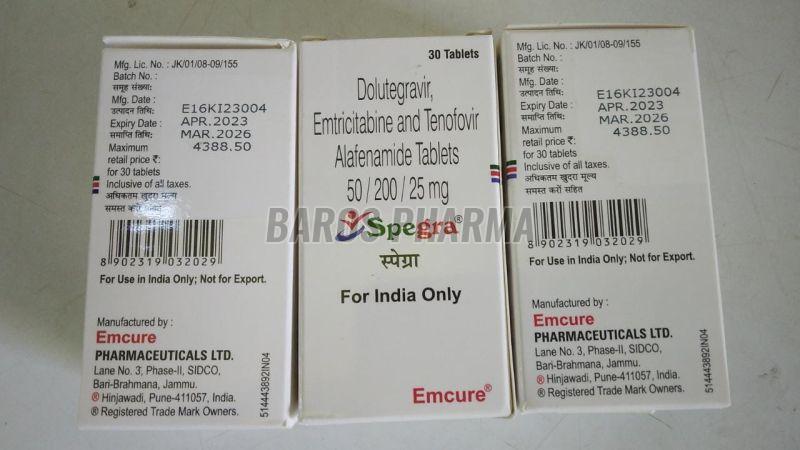 Mfg. Lic. No. : JK/01/08-09/155
Batch No. :
समूह संख्या:
Mfg. Date :
उत्पादन तिथि:
Expiry Date :
समाप्ति तिथि:
Maximum
retail price ₹:
for 30 tablets
Inclusive of all taxes.
अधिकतम खुदरा मूल्य
समस्त करों सहित
E16KI23004
APR.2023
MAR.2026
4388.50
8 902319 032029
For Use in India Only; Not for Export.
Manufactured by :
Emcure
PHARMACEUTICALS LTD.
Lane No. 3, Phase-II, SIDCO,
Bari-Brahmana, Jammu.
® Hinjawadi, Pune-411057, India.
® Registered Trade Mark Owners.
514443892IN04
30 Tablets
Dolutegravir,
Emtricitabine and Tenofovir
Alafenamide Tablets
50 / 200 / 25 mg
Spegra®
स्पेग्रा
For India Only
Emcure®
Mfg. Lic. No. : JK/01/08-09/155
Batch No. :
समूह संख्या:
Mfg. Date :
उत्पादन तिथि:
Expiry Date :
समाप्ति तिथि:
Maximum
retail price ₹:
for 30 tablets
Inclusive of all taxes.
अधिकतम खुदरा मूल्य
समस्त करों सहित
E16KI23004
APR.2023
MAR.2026
4388.50
8 902319 032029
For Use in India Only; Not for Export.
Manufactured by :
Emcure
PHARMACEUTICALS LTD.
Lane No. 3, Phase-II, SIDCO,
Bari-Brahmana, Jammu.
® Hinjawadi, Pune-411057, India.
® Registered Trade Mark Owners.
514443892IN04
PHARMA